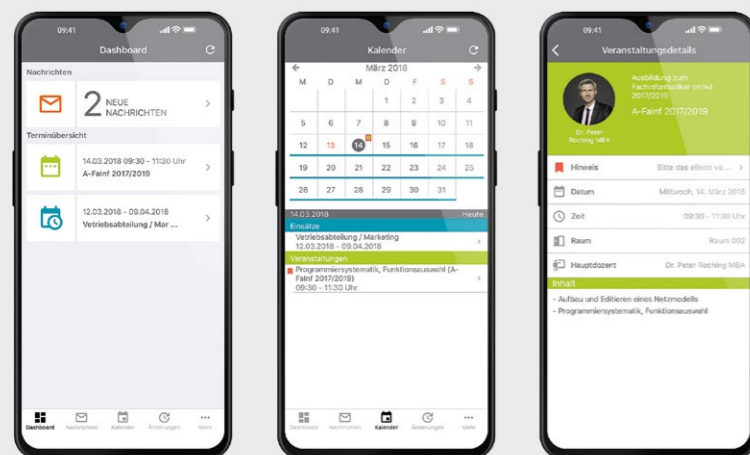 09:41
Dashboard
Nachrichten
2 NEUE
NACHRICHTEN
Terminübersicht
14.03.2018 09:30 - 11:30 Uhr
A-FaInf 2017/2019
12.03.2018 - 09.04.2018
Vetriebsabteilung / Mar ...
Dashboard Nachrichten Kalender Änderungen Mehr
09:41
Kalender
März 2018
M D M D F S S
1 2 3 4
5 6 7 8 9 10 11
12 13 14 15 16 17 18
19 20 21 22 23 24 25
26 27 28 29 30 31
14.03.2018 Heute
Einsätze
Vetriebsabteilung / Marketing
12.03.2018 - 09.04.2018
Veranstaltungen
Programmiersystematik, Funktionsauswahl (A-
FaInf 2017/2019)
09:30 - 11:30 Uhr
Dashboard Nachrichten Kalender Änderungen Mehr
09:41
Veranstaltungsdetails
Ausbildung zum
Fachinformatiker (m/w)
2017/2019
A-FaInf 2017/2019
Dr. Peter
Roching MBA
Hinweis Bitte das eBook ve ...
Datum Mittwoch, 14. März 2018
Zeit 09:30 - 11:30 Uhr
Raum Raum 002
Hauptdozent Dr. Peter Roching MBA
Inhalt
- Aufbau und Editieren eines Netzmodells
- Programmiersystematik, Funktionsauswahl